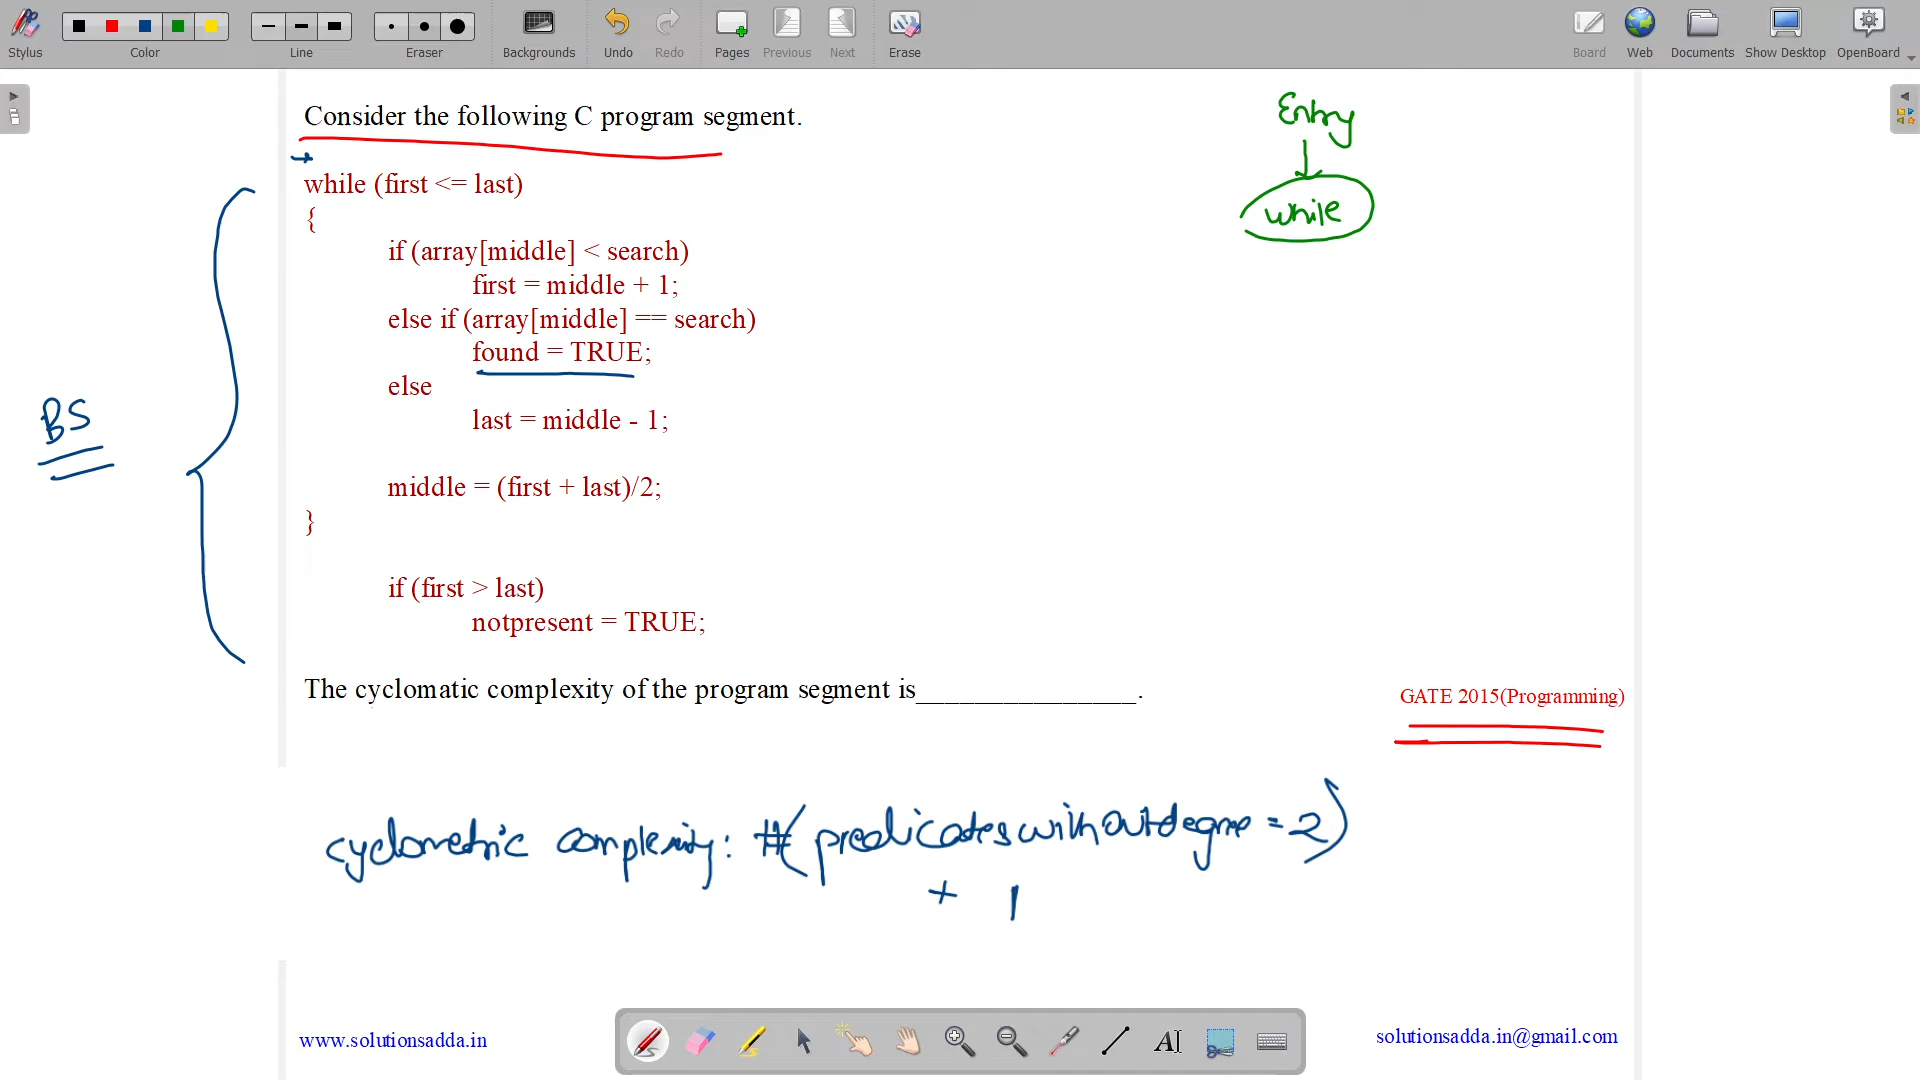 Stylus
Color
Line
Eraser
Backgrounds
Undo
Redo
Pages
Previous
Next
Erase
Board
Web
Documents
Show Desktop
OpenBoard
Consider the following C program segment.
while (first <= last)
{
if (array[middle] < search)
first = middle + 1;
else if (array[middle] == search)
found = TRUE;
else
last = middle - 1;
middle = (first + last)/2;
}
if (first > last)
notpresent = TRUE;
The cyclomatic complexity of the program segment is_______________.
GATE 2015(Programming)
Entry
while
BS
cyclometric complexity: #(predicates with outdegree = 2)
+ 1
www.solutionsadda.in
solutionsadda.in@gmail.com